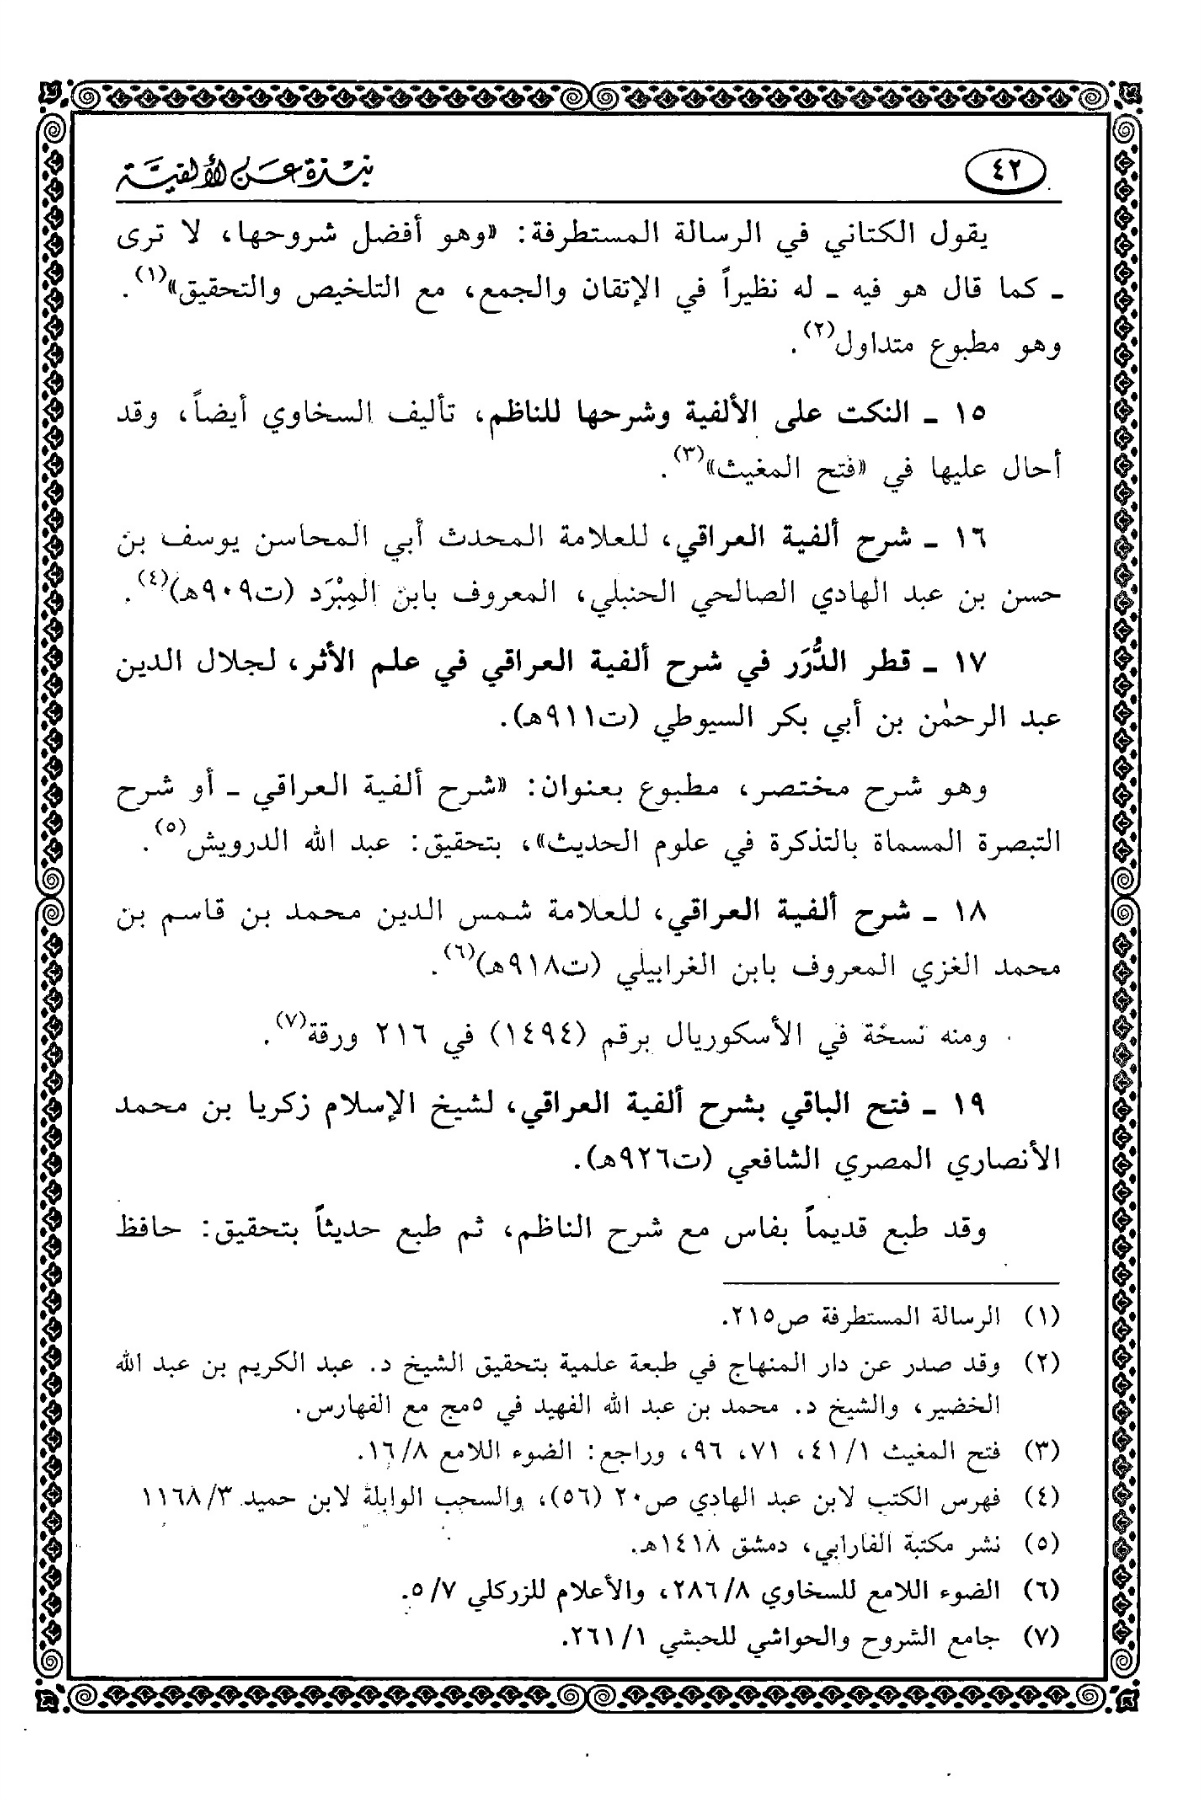 ٤٢
نبذة عن الألفية
يقول الكتاني في الرسالة المستطرفة: «وهو أفضل شروحها، لا ترى
ـ كما قال هو فيه ـ له نظيراً في الإتقان والجمع، مع التلخيص والتحقيق»(١).
وهو مطبوع متداول(٢).
١٥ ـ النكت على الألفية وشرحها للناظم، تأليف السخاوي أيضاً، وقد
أحال عليها في «فتح المغيث»(٣).
١٦ ـ شرح ألفية العراقي، للعلامة المحدث أبي المحاسن يوسف بن
حسن بن عبد الهادي الصالحي الحنبلي، المعروف بابن المِبْرَد (ت٩٠٩هـ)(٤).
١٧ ـ قطر الدُّرَر في شرح ألفية العراقي في علم الأثر، لجلال الدين
عبد الرحمٰن بن أبي بكر السيوطي (ت٩١١هـ).
وهو شرح مختصر، مطبوع بعنوان: «شرح ألفية العراقي ـ أو شرح
التبصرة المسماة بالتذكرة في علوم الحديث»، بتحقيق: عبد الله الدرويش(٥).
١٨ ـ شرح ألفية العراقي، للعلامة شمس الدين محمد بن قاسم بن
محمد الغزي المعروف بابن الغرابيلي (ت٩١٨هـ)(٦).
ومنه نسخة في الأسكوريال برقم (١٤٩٤) في ٢١٦ ورقة(٧).
١٩ ـ فتح الباقي بشرح ألفية العراقي، لشيخ الإسلام زكريا بن محمد
الأنصاري المصري الشافعي (ت٩٢٦هـ).
وقد طبع قديماً بفاس مع شرح الناظم، ثم طبع حديثاً بتحقيق: حافظ
(١) الرسالة المستطرفة ص٢١٥.
(٢) وقد صدر عن دار المنهاج في طبعة علمية بتحقيق الشيخ د. عبد الكريم بن عبد الله
الخضير، والشيخ د. محمد بن عبد الله الفهيد في ٥مج مع الفهارس.
(٣) فتح المغيث ٤١/١، ٧١، ٩٦، وراجع: الضوء اللامع ١٦/٨.
(٤) فهرس الكتب لابن عبد الهادي ص٢٠ (٥٦)، والسحب الوابلة لابن حميد ١١٦٨/٣
(٥) نشر مكتبة الفارابي، دمشق ١٤١٨هـ.
(٦) الضوء اللامع للسخاوي ٢٨٦/٨، والأعلام للزركلي ٥/٧.
(٧) جامع الشروح والحواشي للحبشي ٢٦١/١.